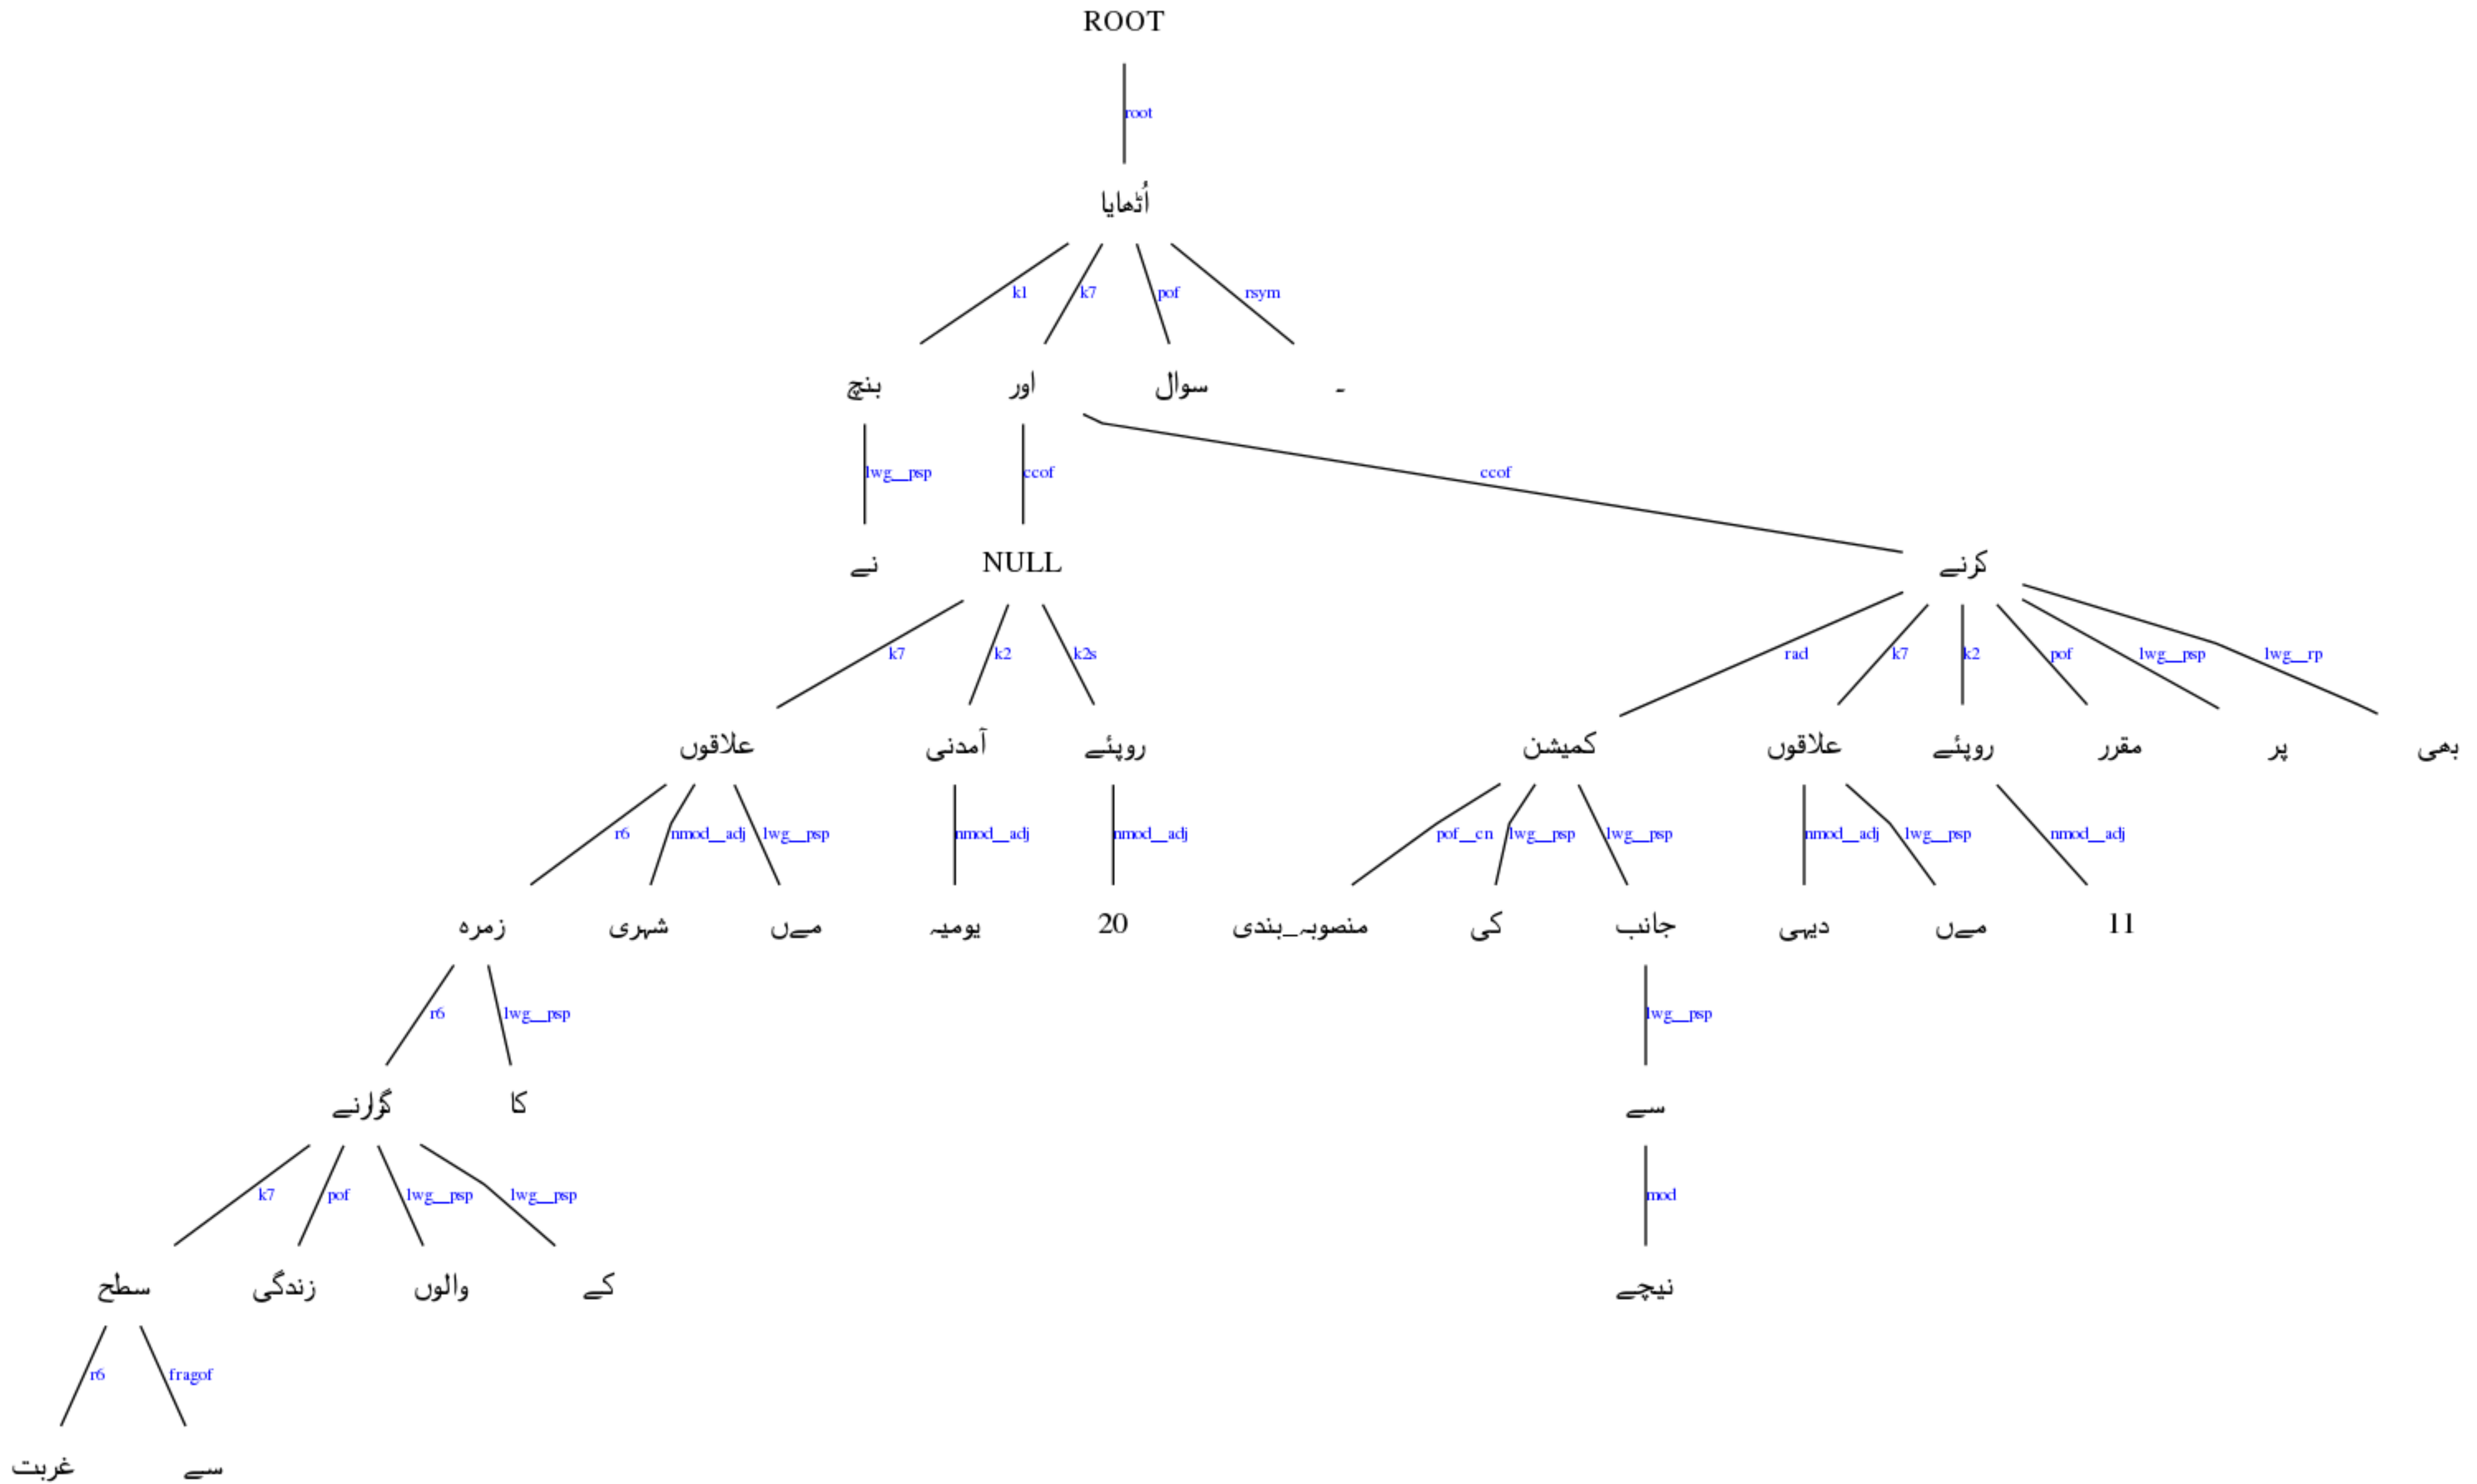 ROOT
root
اُٹھایا
k1 k7 pof rsym
بنچ اور سوال ۔
lwg__psp ccof ccof
نے NULL کرنے
k7 k2 k2s rad k7 k2 pof lwg__psp lwg__rp
علاقوں آمدنی روپئے کمیشن علاقوں روپئے مقرر پر بھی
r6 nmod__adj lwg__psp nmod__adj nmod__adj pof__cn lwg__psp lwg__psp nmod__adj lwg__psp nmod__adj
زمرہ شہری مےں یومیہ 20 منصوبہ_بندی کی جانب دیہی مےں 11
r6 lwg__psp lwg__psp
گزارنے کا سے
k7 pof lwg__psp lwg__psp mod
سطح زندگی والوں کے نیچے
r6 fragof
غربت سے